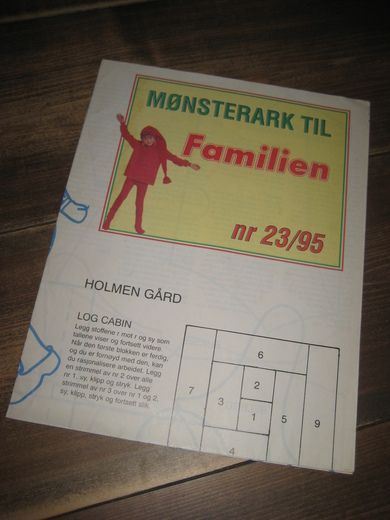 MØNSTERARK TIL
Familien
nr 23/95
HOLMEN GÅRD
LOG CABIN
Legg stoffene r mot r og sy som
tallene viser og fortsett videre.
Når den første blokken er ferdig,
og du er fornøyd med den, kan
du rasjonalisere arbeidet. Legg
en strimmel av nr 2 over alle
nr 1, sy, klipp og stryk. Legg
strimmel av nr 3 over nr 1 og 2,
sy, klipp, stryk og fortsett slik.
6
2
7
3
1
5
9
4